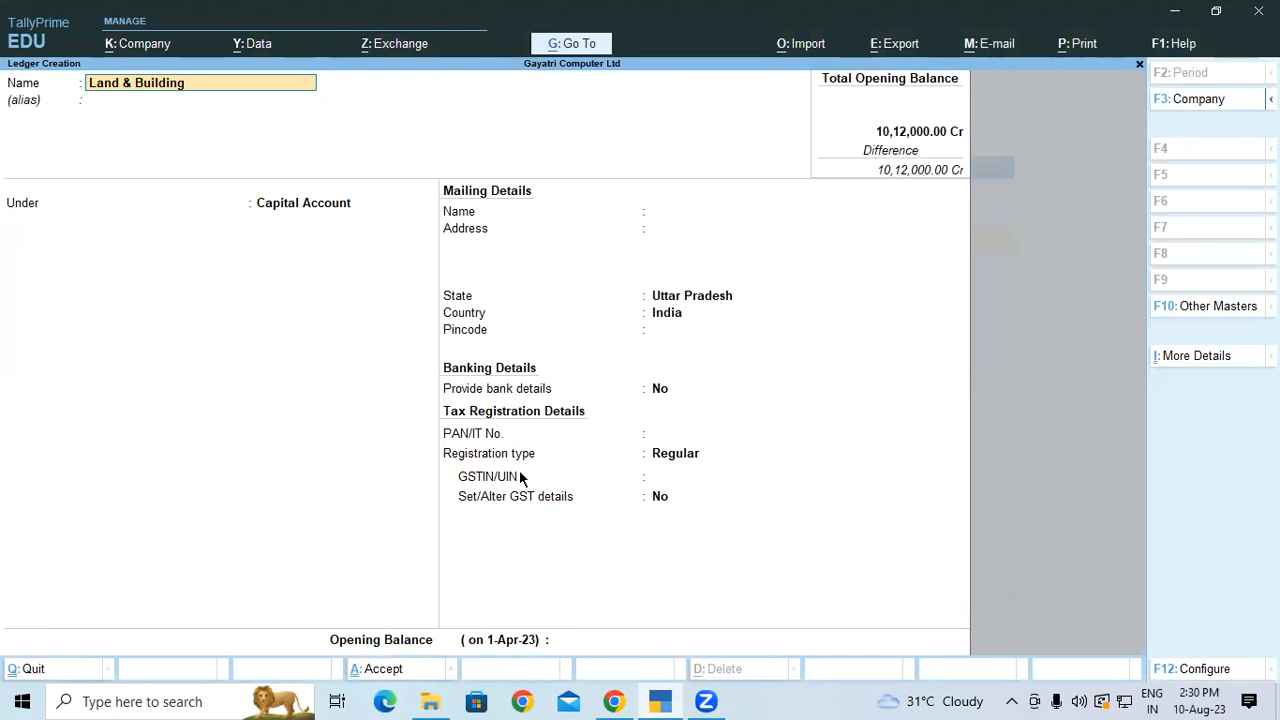 TallyPrime
EDU
MANAGE
K: Company
Y: Data
Z: Exchange
G: Go To
O: Import
E: Export
M: E-mail
P: Print
F1: Help
Ledger Creation
Gayatri Computer Ltd
Name : Land & Building
(alias) :
Total Opening Balance
10,12,000.00 Cr
Difference
10,12,000.00 Cr
Under : Capital Account
Mailing Details
Name :
Address :
State : Uttar Pradesh
Country : India
Pincode :
Banking Details
Provide bank details : No
Tax Registration Details
PAN/IT No. :
Registration type : Regular
GSTIN/UIN :
Set/Alter GST details : No
Opening Balance ( on 1-Apr-23) :
F2: Period
F3: Company
F4
F5
F6
F7
F8
F9
F10: Other Masters
I: More Details
F12: Configure
Q: Quit
A: Accept
D: Delete
Type here to search
31°C Cloudy
ENG
IN
2:30 PM
10-Aug-23